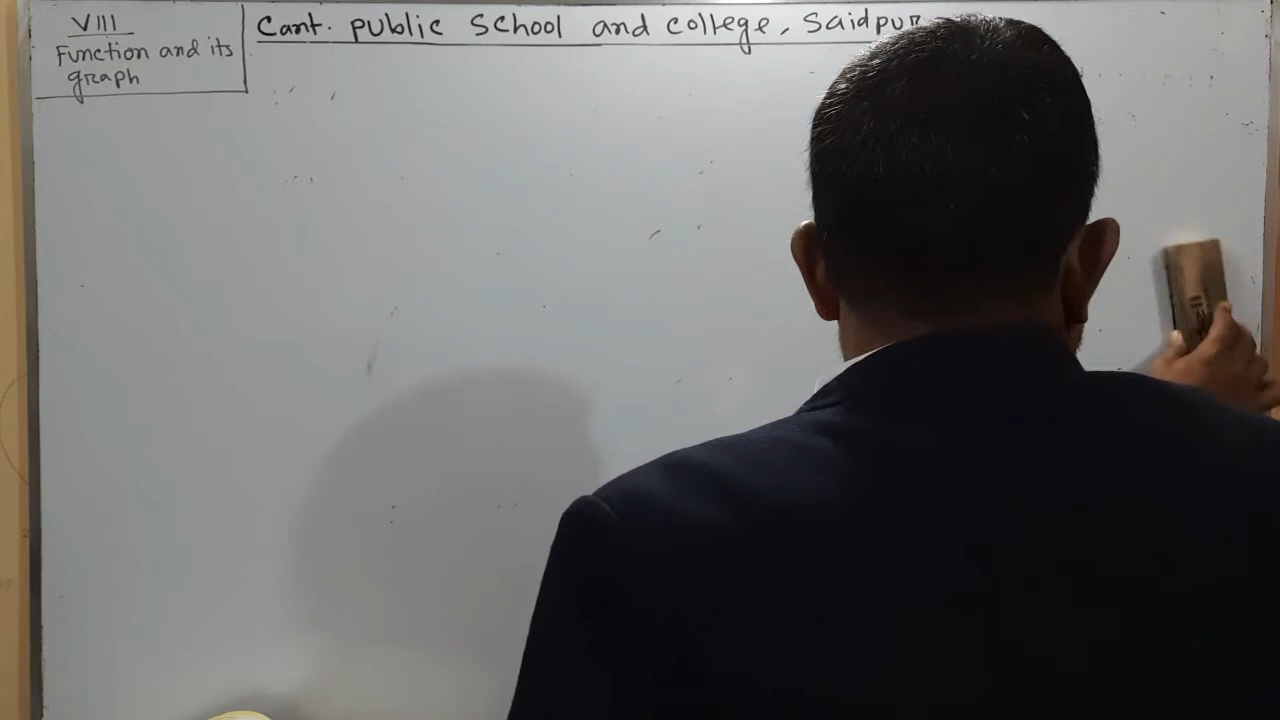 VIII
Function and its
graph
Cant. public School and college, Saidpur